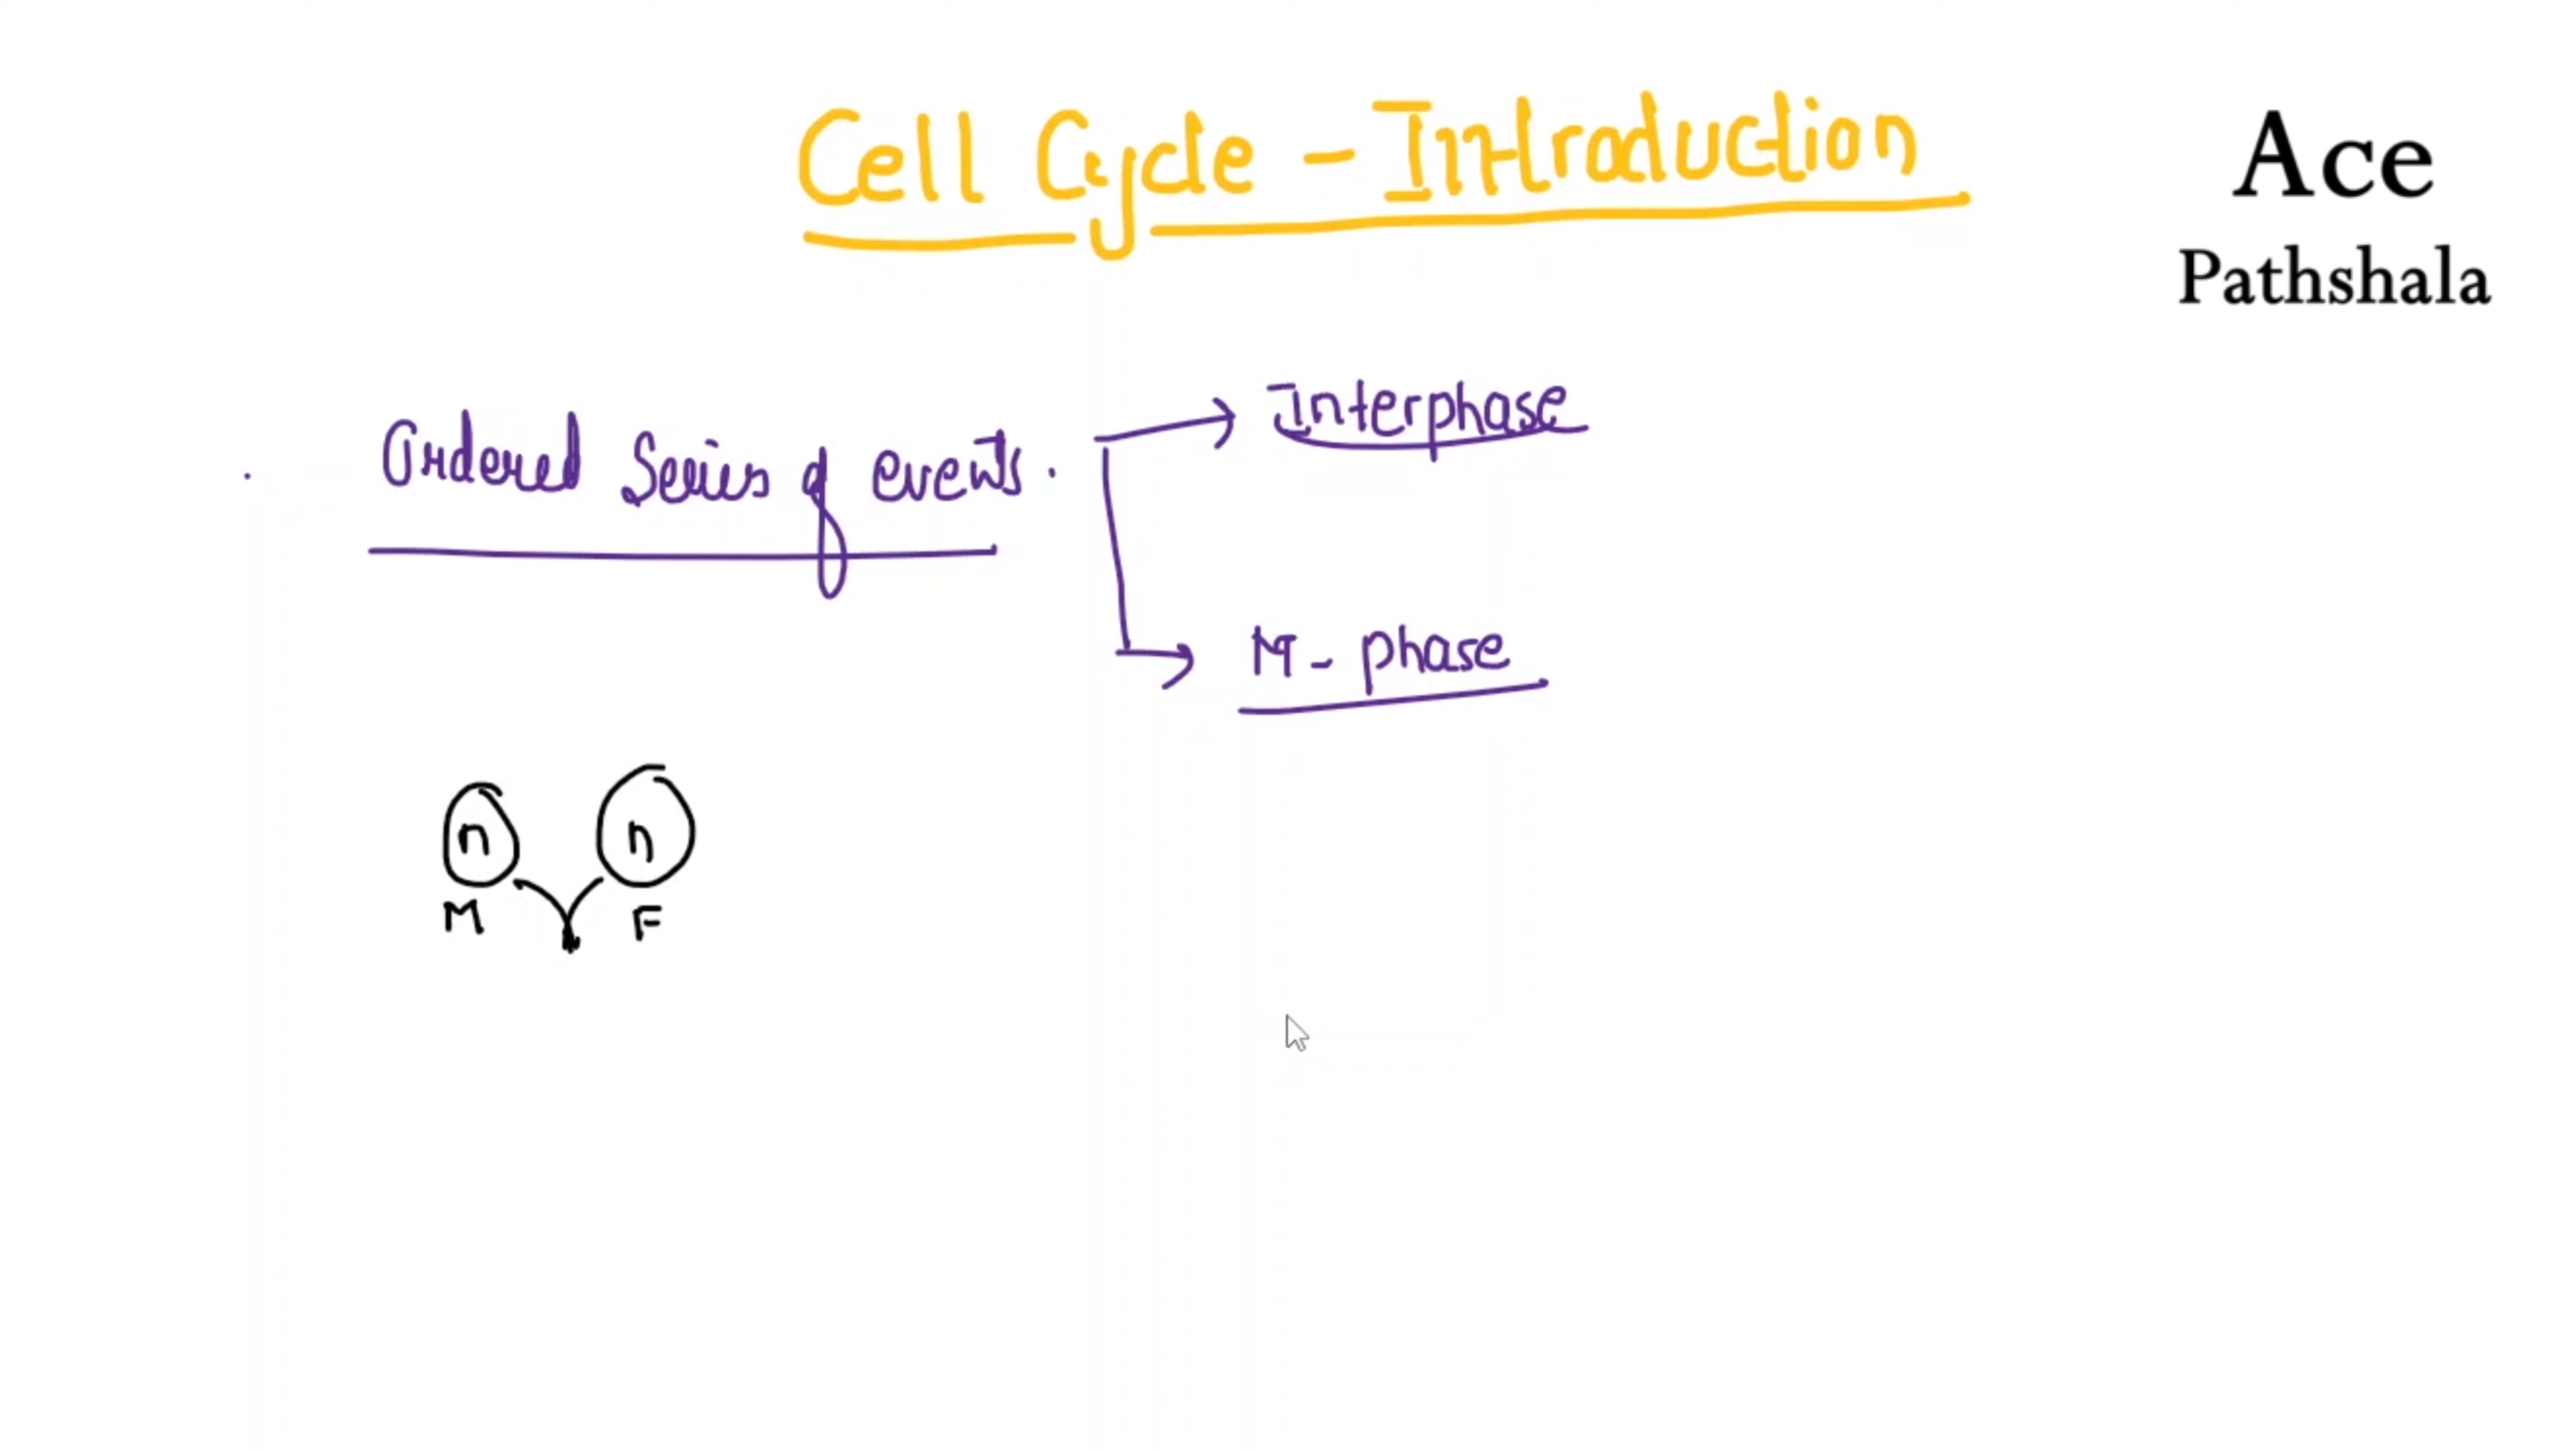 Cell Cycle - Introduction
Ace
Pathshala
Ordered Series of events.
Interphase
M - phase
n n
M F